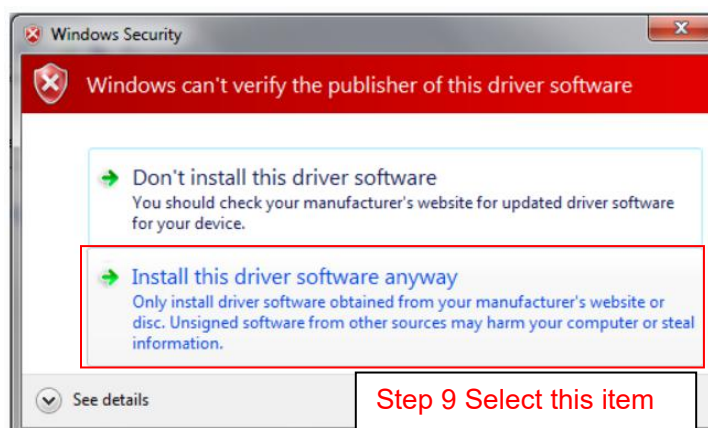 Windows Security
Windows can't verify the publisher of this driver software
Don't install this driver software
You should check your manufacturer's website for updated driver software
for your device.
Install this driver software anyway
Only install driver software obtained from your manufacturer's website or
disc. Unsigned software from other sources may harm your computer or steal
information.
See details
Step 9 Select this item